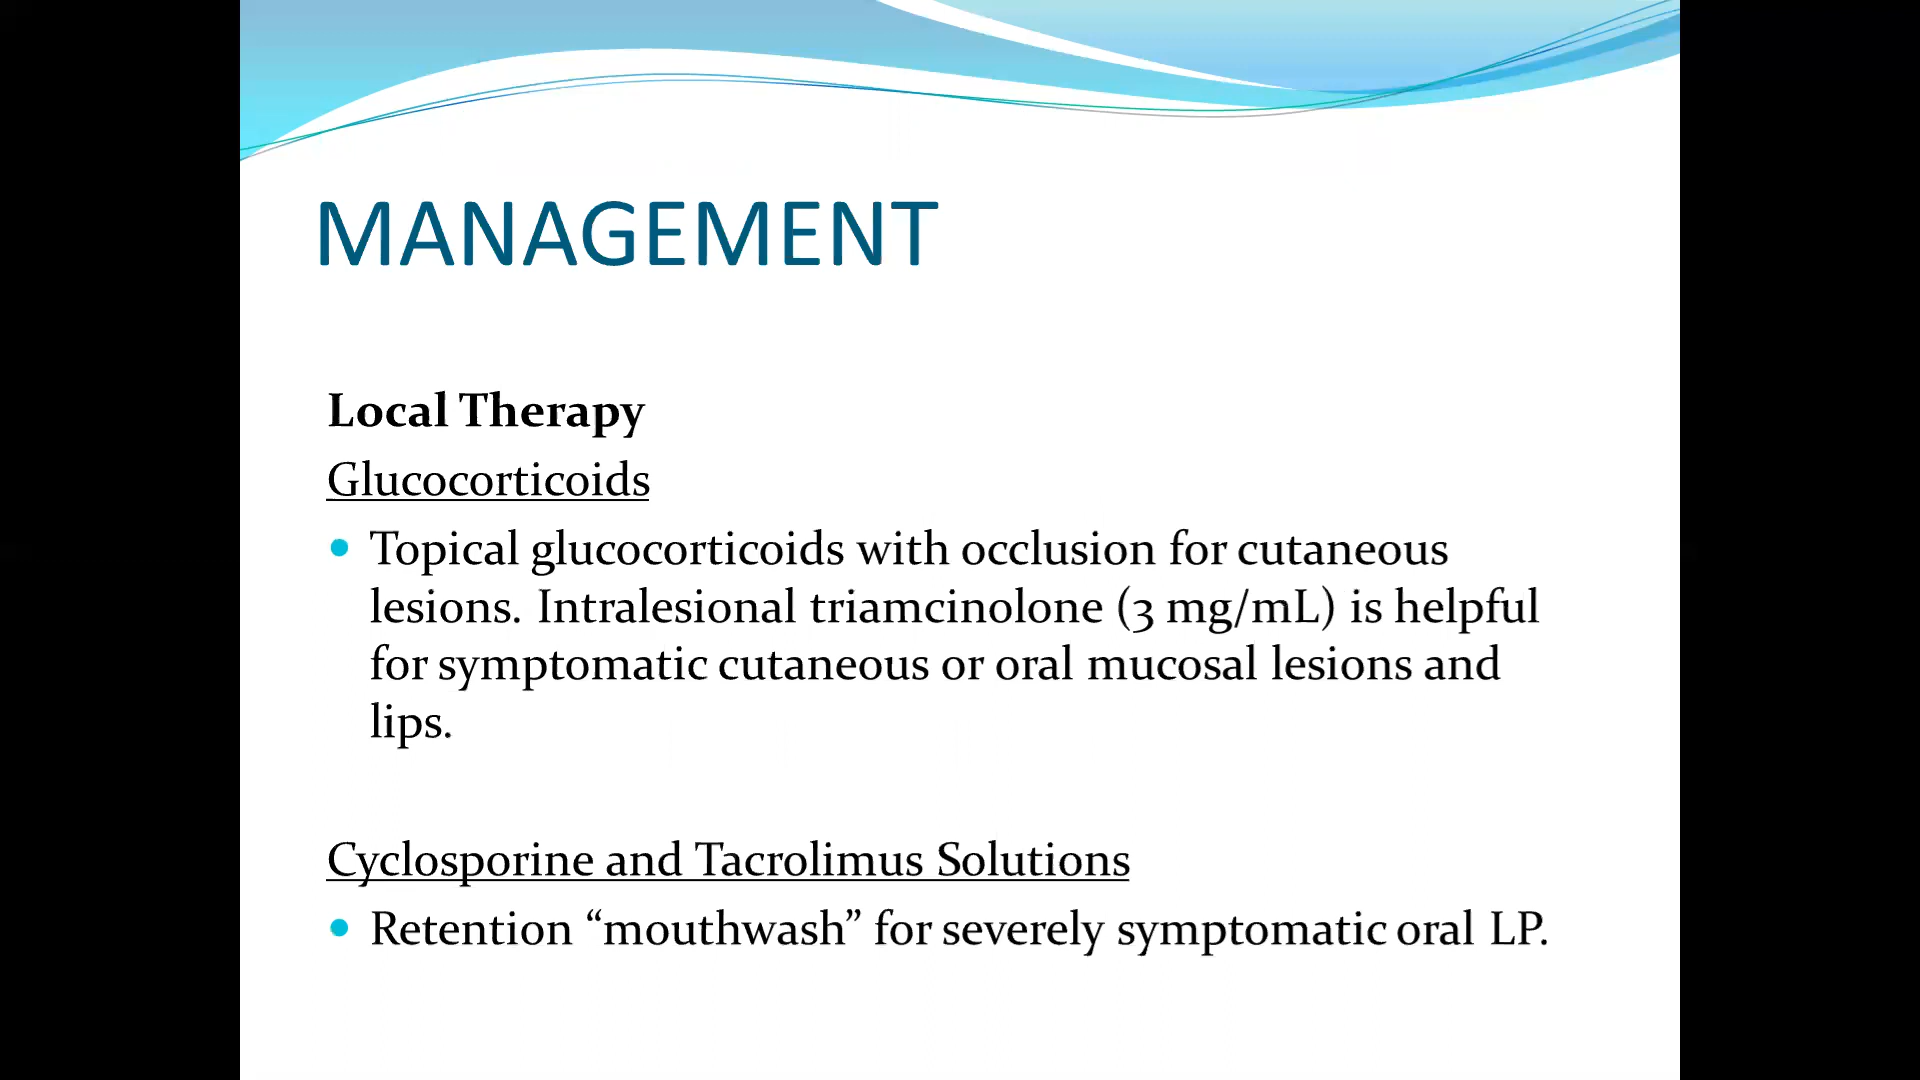 MANAGEMENT
Local Therapy
Glucocorticoids
• Topical glucocorticoids with occlusion for cutaneous
lesions. Intralesional triamcinolone (3 mg/mL) is helpful
for symptomatic cutaneous or oral mucosal lesions and
lips.
Cyclosporine and Tacrolimus Solutions
• Retention “mouthwash” for severely symptomatic oral LP.